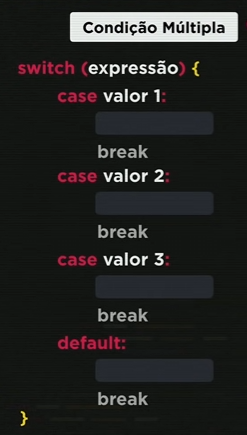 Condição Múltipla
switch (expressão) {
case valor 1:
break
case valor 2:
break
case valor 3:
break
default:
break
}